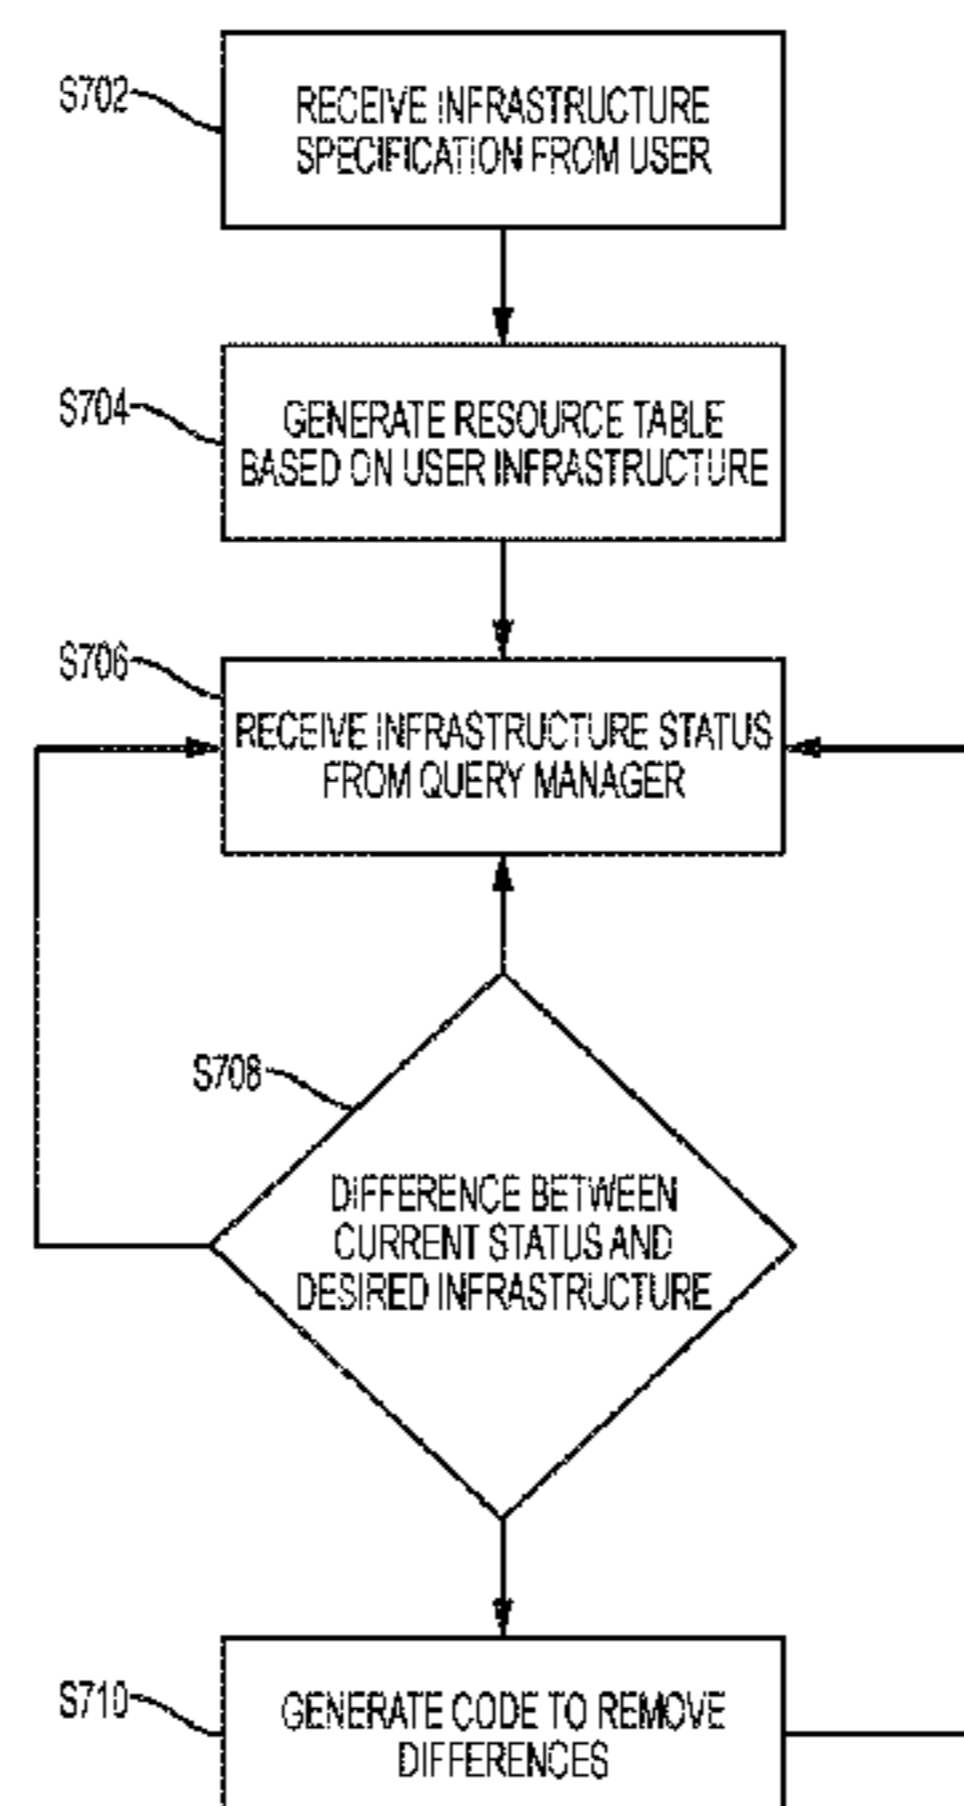 S702
RECEIVE INFRASTRUCTURE
SPECIFICATION FROM USER
S704
GENERATE RESOURCE TABLE
BASED ON USER INFRASTRUCTURE
S706
RECEIVE INFRASTRUCTURE STATUS
FROM QUERY MANAGER
S708
DIFFERENCE BETWEEN
CURRENT STATUS AND
DESIRED INFRASTRUCTURE
S710
GENERATE CODE TO REMOVE
DIFFERENCES